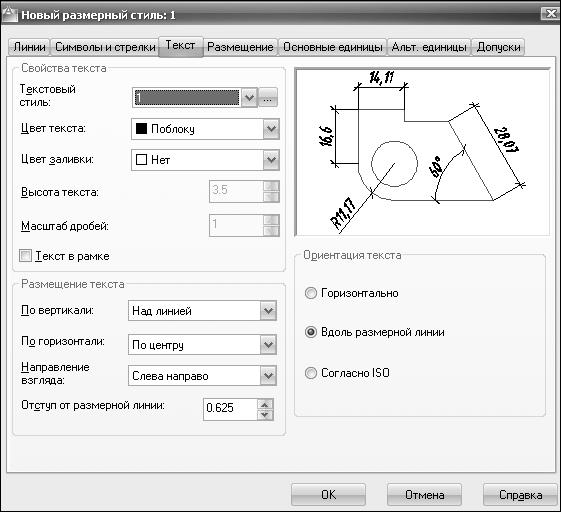 Новый размерный стиль: 1
Линии Символы и стрелки Текст Размещение Основные единицы Альт. единицы Допуски
Свойства текста
Текстовый стиль: 1 ...
Цвет текста: Поблоку
Цвет заливки: Нет
Высота текста: 3.5
Масштаб дробей: 1
Текст в рамке
Размещение текста
По вертикали: Над линией
По горизонтали: По центру
Направление взгляда: Слева направо
Отступ от размерной линии: 0.625
14,11
16,6
28,07
60°
R11,17
Ориентация текста
Горизонтально
Вдоль размерной линии
Согласно ISO
OK Отмена Справка